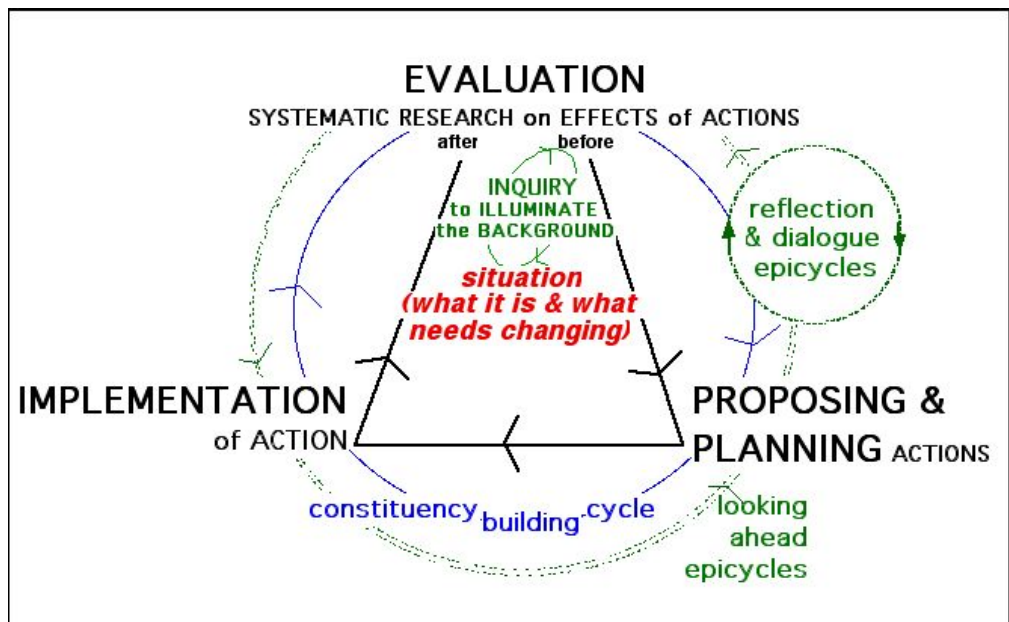 EVALUATION
SYSTEMATIC RESEARCH on EFFECTS of ACTIONS
after before
INQUIRY
to ILLUMINATE
the BACKGROUND
situation
(what it is & what
needs changing)
reflection
& dialogue
epicycles
IMPLEMENTATION
of ACTION
PROPOSING &
PLANNING ACTIONS
constituency building cycle
looking
ahead
epicycles